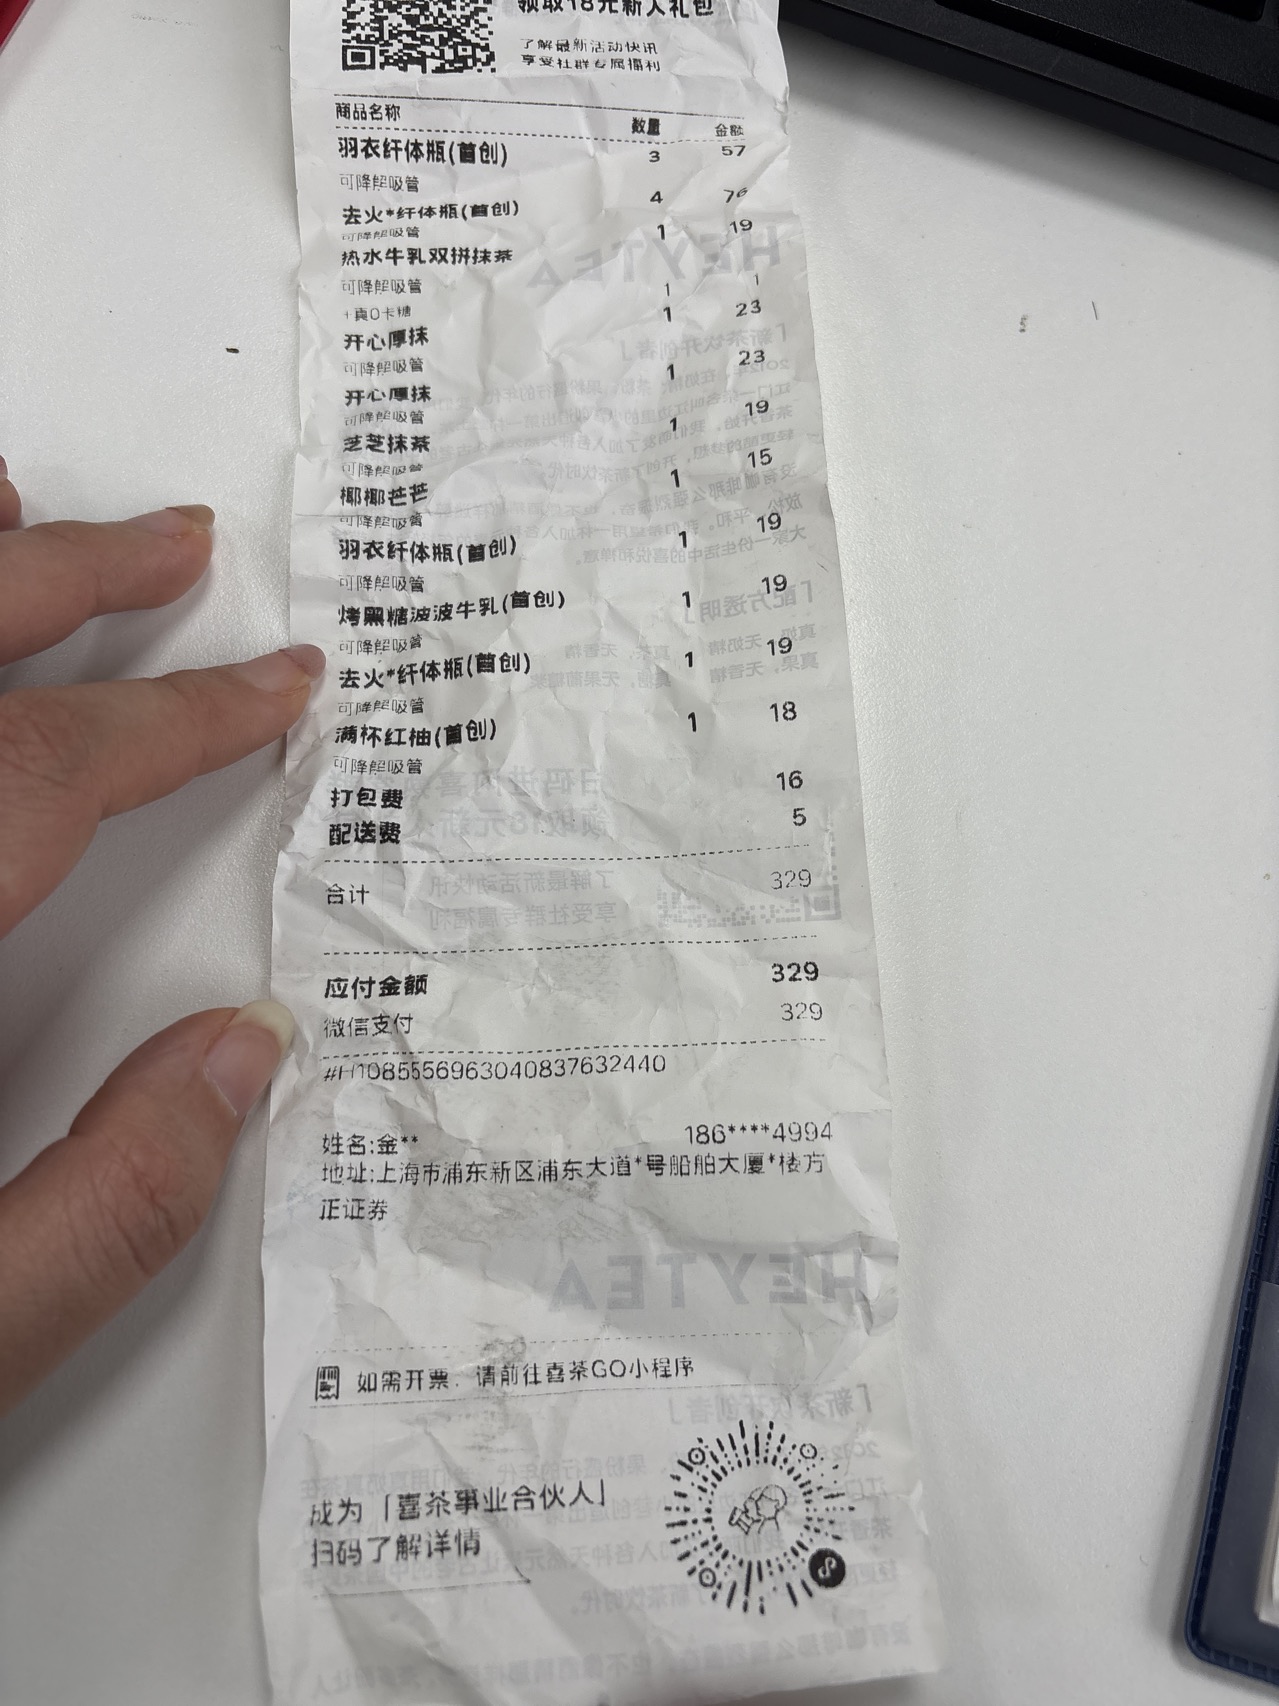 领取18元新人礼包
了解最新活动快讯
享受社群专属福利
商品名称 数量 金额
羽衣纤体瓶(首创) 3 57
可降解吸管
去火*纤体瓶(首创) 4 76
可降解吸管
热水牛乳双拼抹茶 1 19
可降解吸管
+真0卡糖 1 1
开心厚抹 1 23
可降解吸管
开心厚抹 1 23
可降解吸管
芝芝抹茶 1 19
可降解吸管
椰椰芒芒 1 15
可降解吸管
羽衣纤体瓶(首创) 1 19
可降解吸管
烤黑糖波波牛乳(首创) 1 19
可降解吸管
去火*纤体瓶(首创) 1 19
可降解吸管
满杯红柚(首创) 1 18
可降解吸管
打包费 16
配送费 5
合计 329
应付金额 329
微信支付 329
#H1085556963040837632440
姓名:金** 186****4994
地址:上海市浦东新区浦东大道*号船舶大厦*楼方
正证券
HEYTEA
如需开票，请前往喜茶GO小程序
成为「喜茶事业合伙人」
扫码了解详情